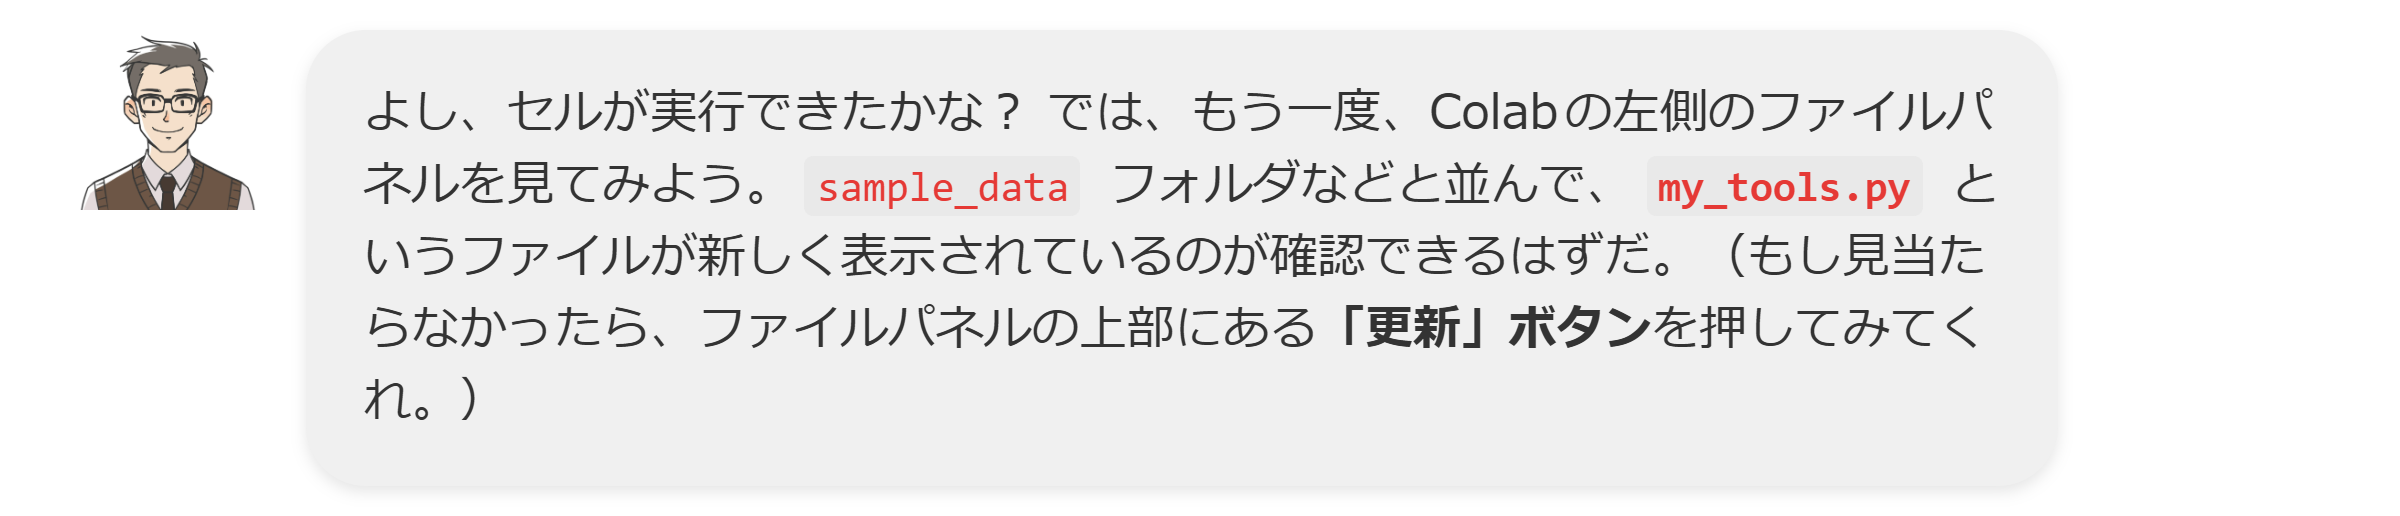 よし、セルが実行できたかな？ では、もう一度、Colabの左側のファイルパ
ネルを見てみよう。 sample_data フォルダなどと並んで、 my_tools.py と
いうファイルが新しく表示されているのが確認できるはずだ。（もし見当た
らなかったら、ファイルパネルの上部にある「更新」ボタンを押してみてく
れ。）